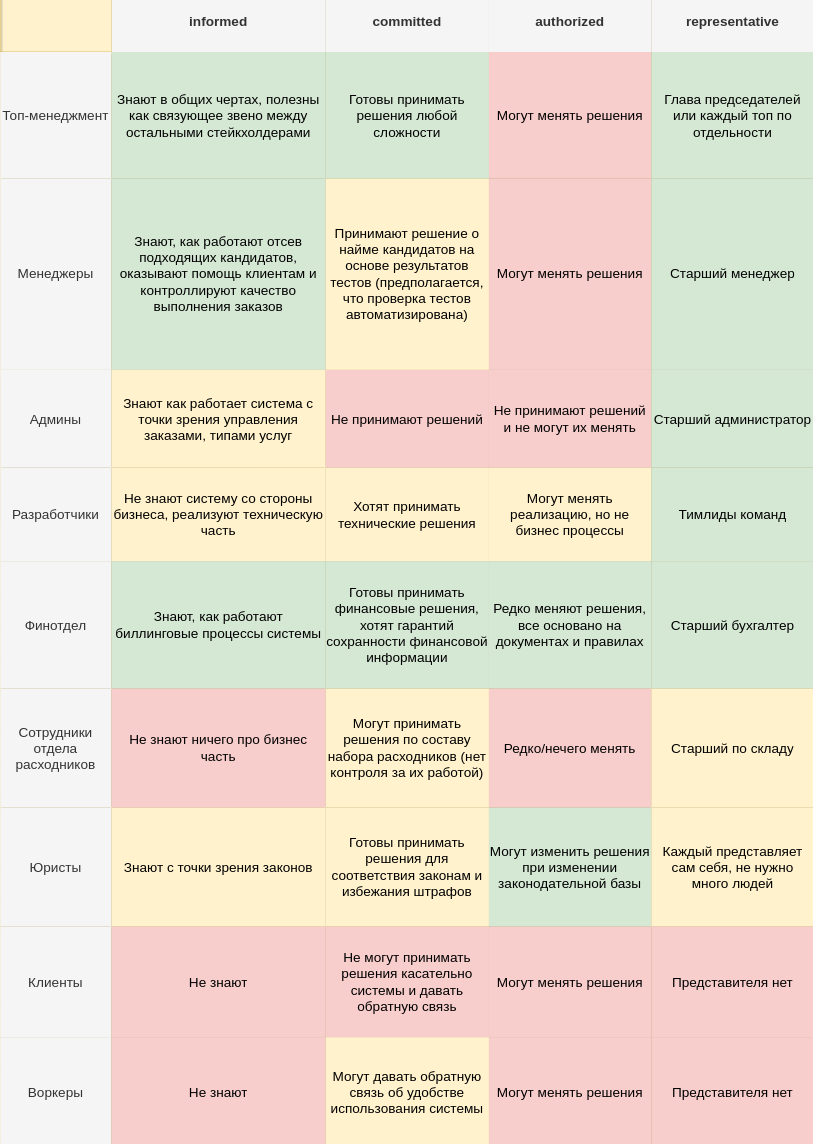 informed
committed
authorized
representative
Топ-менеджмент
Знают в общих чертах, полезны
как связующее звено между
остальными стейкхолдерами
Готовы принимать
решения любой
сложности
Могут менять решения
Глава председателей
или каждый топ по
отдельности
Менеджеры
Знают, как работают отсев
подходящих кандидатов,
оказывают помощь клиентам и
контроллируют качество
выполнения заказов
Принимают решение о
найме кандидатов на
основе результатов
тестов (предполагается,
что проверка тестов
автоматизирована)
Могут менять решения
Старший менеджер
Админы
Знают как работает система с
точки зрения управления
заказами, типами услуг
Не принимают решений
Не принимают решений
и не могут их менять
Старший администратор
Разработчики
Не знают систему со стороны
бизнеса, реализуют техническую
часть
Хотят принимать
технические решения
Могут менять
реализацию, но не
бизнес процессы
Тимлиды команд
Финотдел
Знают, как работают
биллинговые процессы системы
Готовы принимать
финансовые решения,
хотят гарантий
сохранности финансовой
информации
Редко меняют решения,
все основано на
документах и правилах
Старший бухгалтер
Сотрудники
отдела
расходников
Не знают ничего про бизнес
часть
Могут принимать
решения по составу
набора расходников (нет
контроля за их работой)
Редко/нечего менять
Старший по складу
Юристы
Знают с точки зрения законов
Готовы принимать
решения для
соответствия законам и
избежания штрафов
Могут изменить решения
при изменении
законодательной базы
Каждый представляет
сам себя, не нужно
много людей
Клиенты
Не знают
Не могут принимать
решения касательно
системы и давать
обратную связь
Могут менять решения
Представителя нет
Воркеры
Не знают
Могут давать обратную
связь об удобстве
использования системы
Могут менять решения
Представителя нет